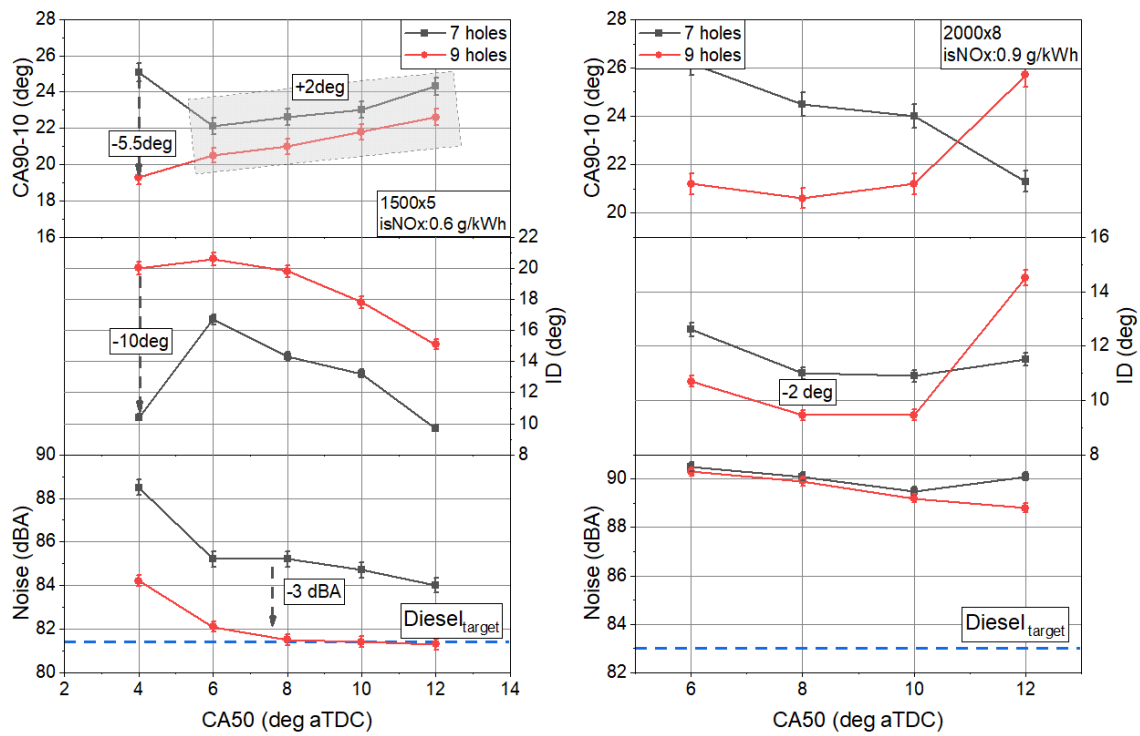 28
26
24
22
20
18
16
CA90-10 (deg)
7 holes
9 holes
+2deg
-5.5deg
1500x5
isNOx:0.6 g/kWh
22
20
18
16
14
12
10
8
ID (deg)
-10deg
90
88
86
84
82
80
Noise (dBA)
-3 dBA
Diesel target
2
4
6
8
10
12
14
CA50 (deg aTDC)
28
26
24
22
20
CA90-10 (deg)
7 holes
9 holes
2000x8
isNOx:0.9 g/kWh
16
14
12
10
8
ID (deg)
-2 deg
90
88
86
84
82
Noise (dBA)
Diesel target
6
8
10
12
CA50 (deg aTDC)